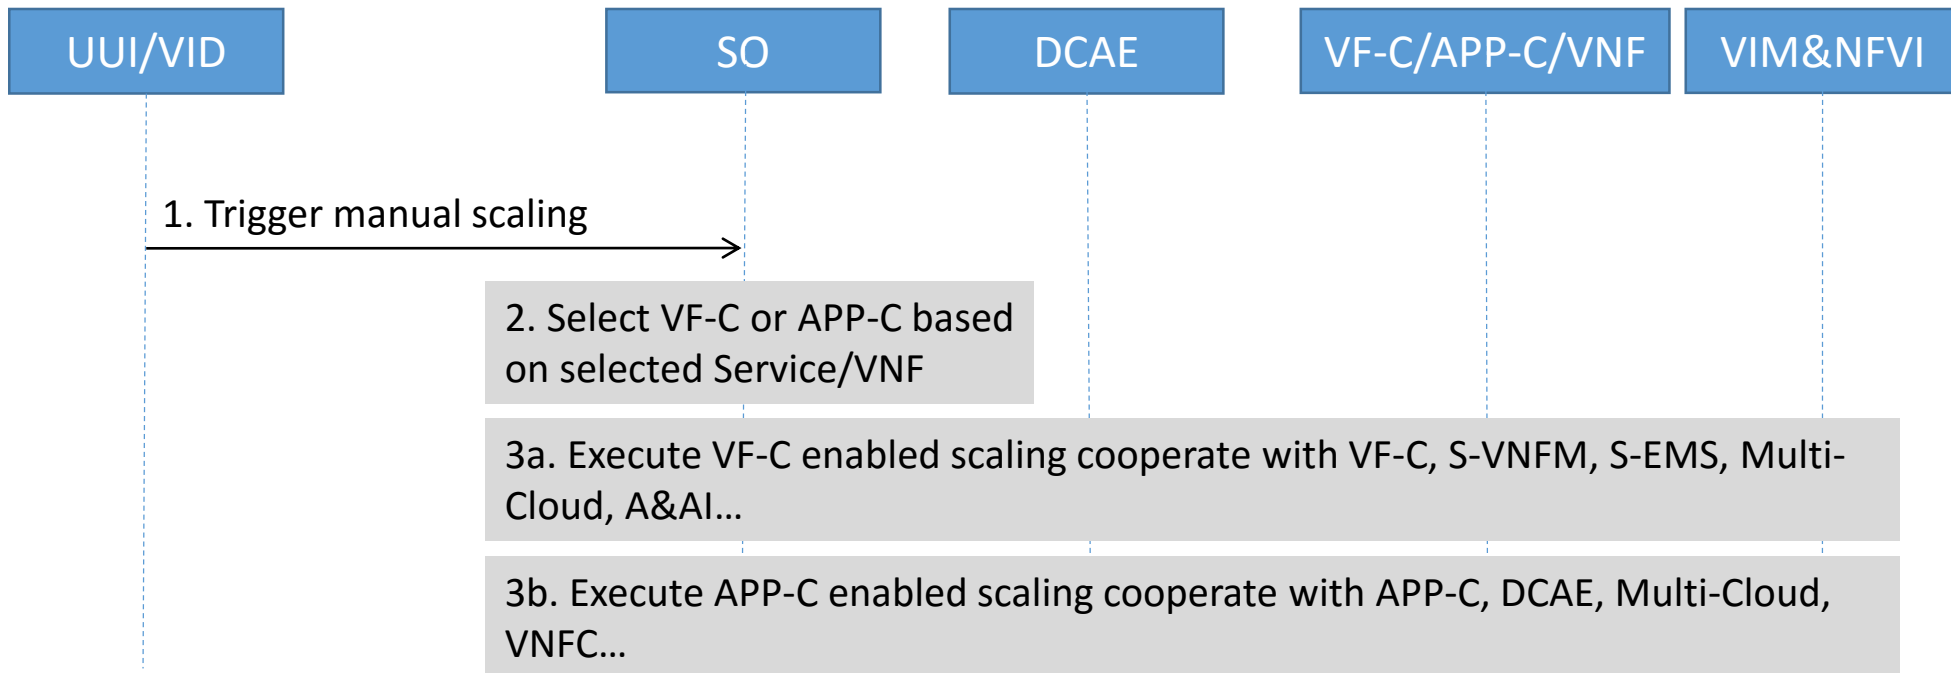 UUI/VID
SO
DCAE
VF-C/APP-C/VNF
VIM&NFVI
1. Trigger manual scaling
2. Select VF-C or APP-C based
on selected Service/VNF
3a. Execute VF-C enabled scaling cooperate with VF-C, S-VNFM, S-EMS, Multi-
Cloud, A&AI…
3b. Execute APP-C enabled scaling cooperate with APP-C, DCAE, Multi-Cloud,
VNFC…